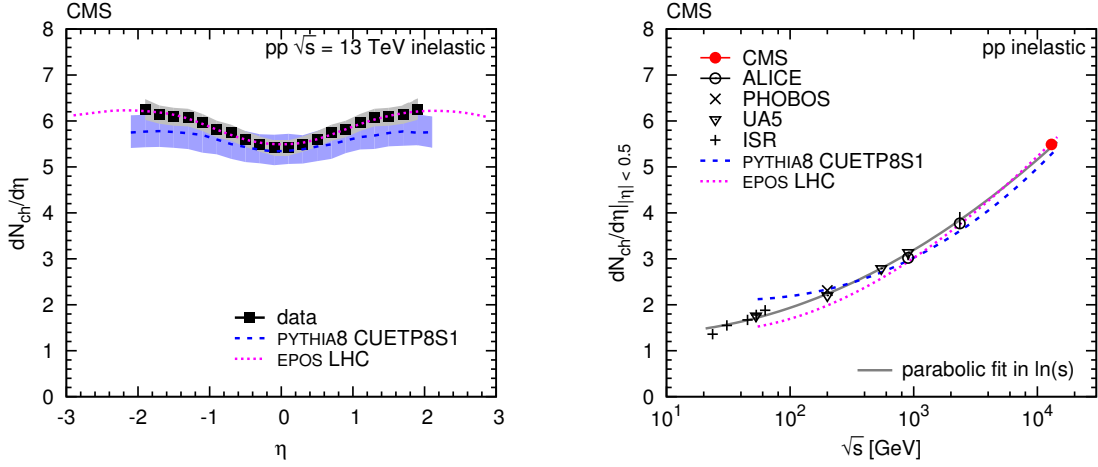 CMS
pp √s = 13 TeV inelastic
dN_ch/dη
8
7
6
5
4
3
2
1
0
data
PYTHIA8 CUETP8S1
EPOS LHC
-3 -2 -1 0 1 2 3
η
CMS
pp inelastic
dN_ch/dη|_|η| < 0.5
8
7
6
5
4
3
2
1
0
CMS
ALICE
PHOBOS
UA5
ISR
PYTHIA8 CUETP8S1
EPOS LHC
parabolic fit in ln(s)
10^1 10^2 10^3 10^4
√s [GeV]